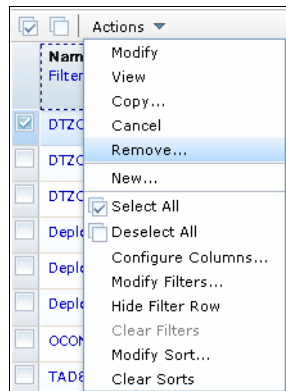 Actions
Nam
Filter
DTZC
DTZC
DTZC
Deplo
Deplo
Deplo
OCON
TAD8
Modify
View
Copy...
Cancel
Remove...
New...
Select All
Deselect All
Configure Columns...
Modify Filters...
Hide Filter Row
Clear Filters
Modify Sort...
Clear Sorts